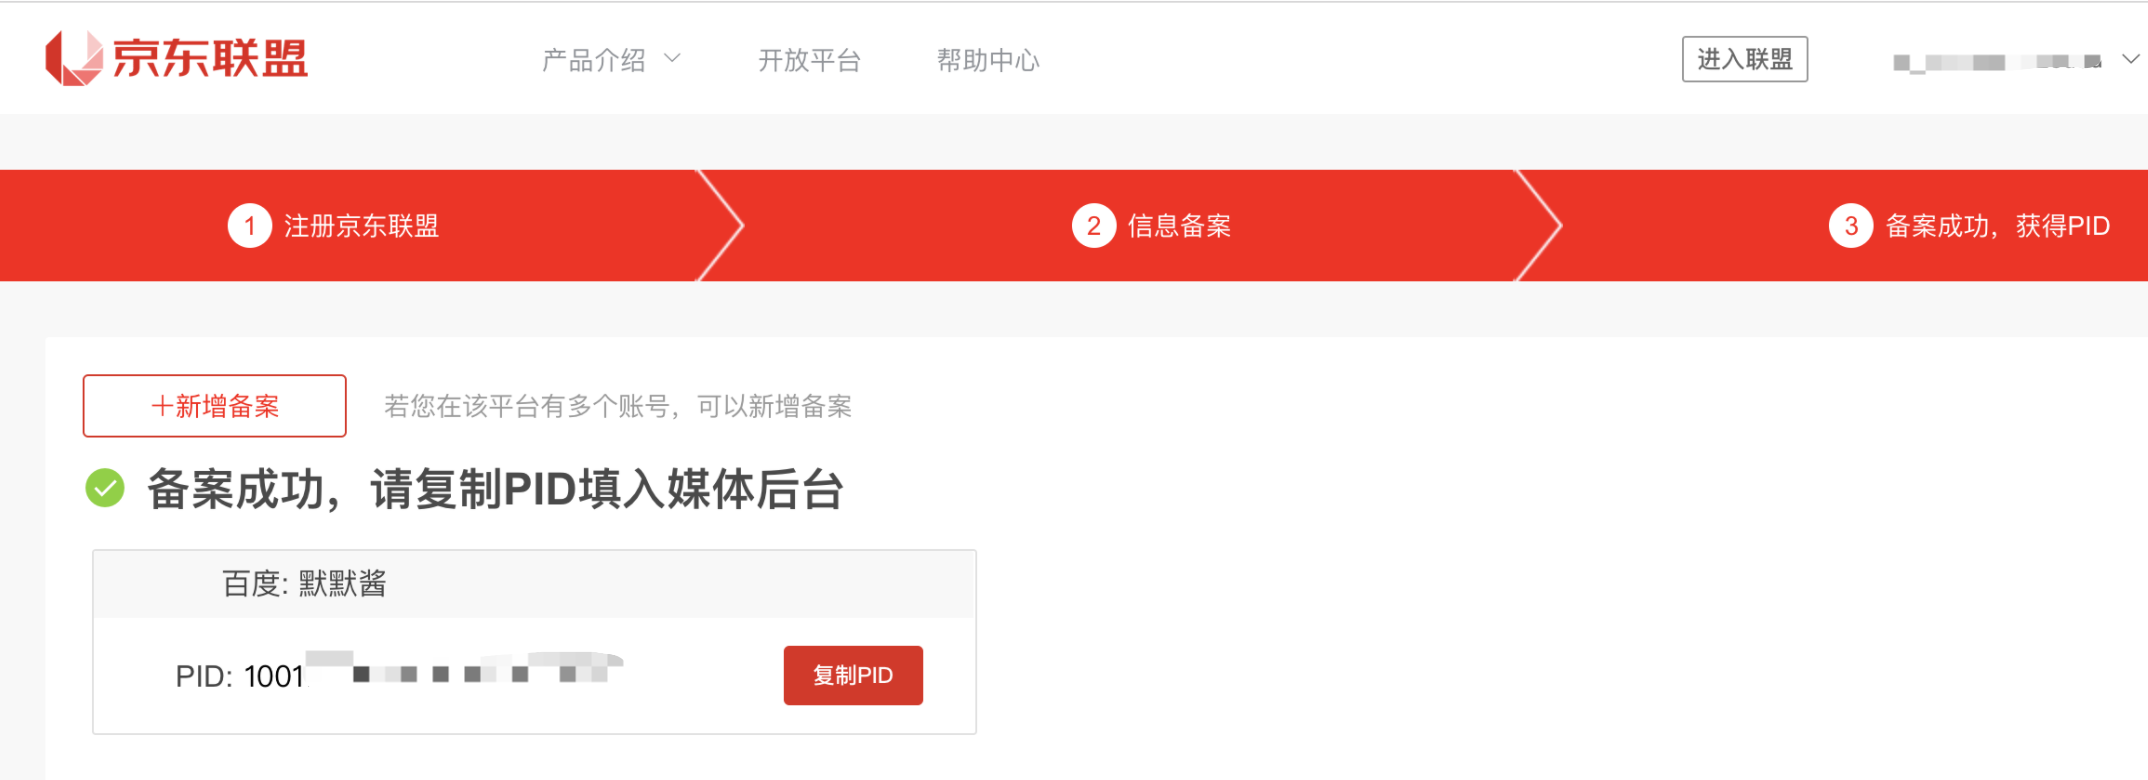 京东联盟 产品介绍 开放平台 帮助中心 进入联盟
1 注册京东联盟 2 信息备案 3 备案成功，获得PID
+新增备案 若您在该平台有多个账号，可以新增备案
备案成功，请复制PID填入媒体后台
百度: 默默酱
PID: 1001 复制PID